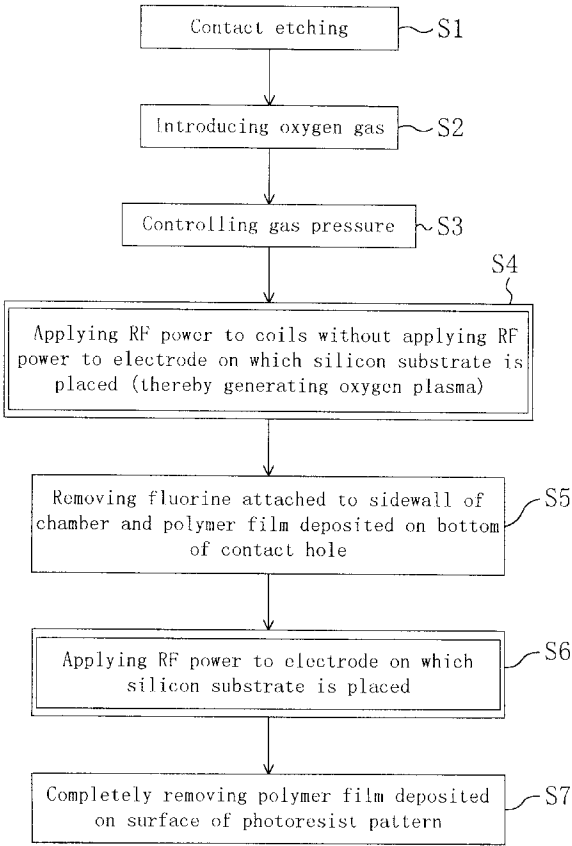 Contact etching
S1
Introducing oxygen gas
S2
Controlling gas pressure
S3
S4
Applying RF power to coils without applying RF
power to electrode on which silicon substrate is
placed (thereby generating oxygen plasma)
Removing fluorine attached to sidewall of
chamber and polymer film deposited on bottom
of contact hole
S5
Applying RF power to electrode on which
silicon substrate is placed
S6
Completely removing polymer film deposited
on surface of photoresist pattern
S7